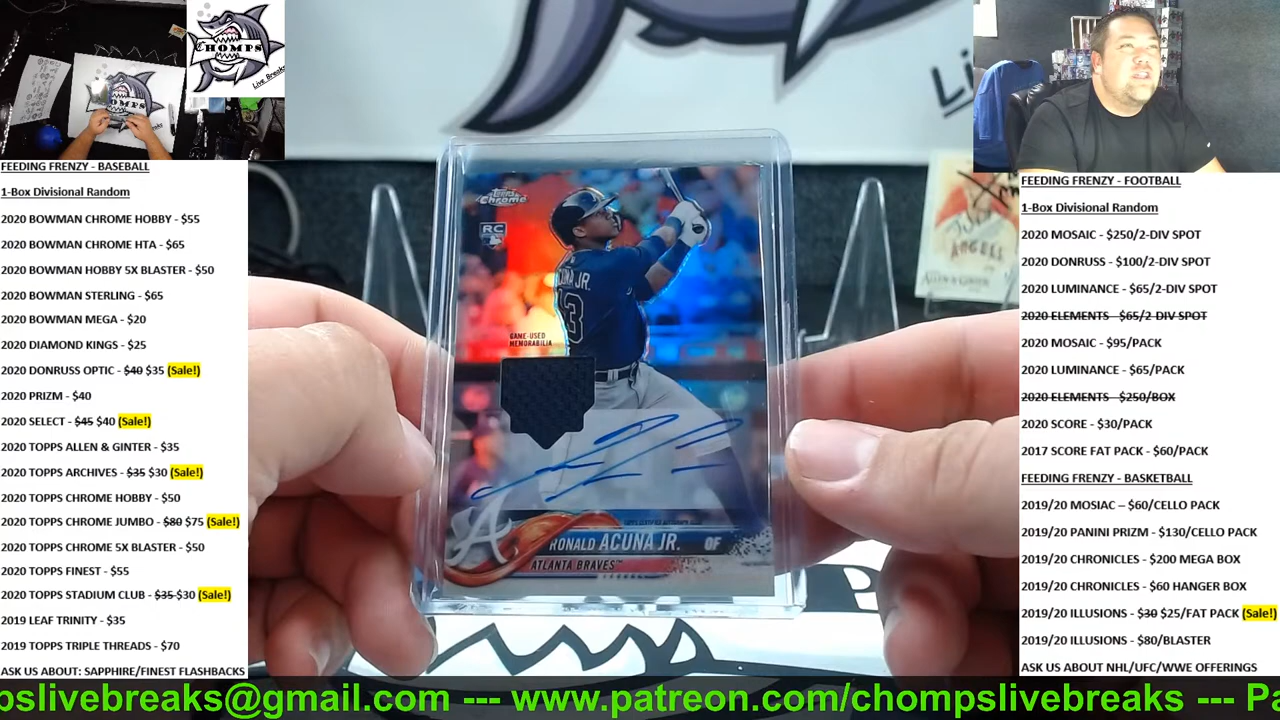 CHOMPS
Live Breaks
OMPS
FEEDING FRENZY - BASEBALL
1-Box Divisional Random
2020 BOWMAN CHROME HOBBY - $55
2020 BOWMAN CHROME HTA - $65
2020 BOWMAN HOBBY 5X BLASTER - $50
2020 BOWMAN STERLING - $65
2020 BOWMAN MEGA - $20
2020 DIAMOND KINGS - $25
2020 DONRUSS OPTIC - $40 $35 (Sale!)
2020 PRIZM - $40
2020 SELECT - $45 $40 (Sale!)
2020 TOPPS ALLEN & GINTER - $35
2020 TOPPS ARCHIVES - $35 $30 (Sale!)
2020 TOPPS CHROME HOBBY - $50
2020 TOPPS CHROME JUMBO - $80 $75 (Sale!)
2020 TOPPS CHROME 5X BLASTER - $50
2020 TOPPS FINEST - $55
2020 TOPPS STADIUM CLUB - $35 $30 (Sale!)
2019 LEAF TRINITY - $35
2019 TOPPS TRIPLE THREADS - $70
ASK US ABOUT: SAPPHIRE/FINEST FLASHBACKS
Topps
Chrome
RC
ACUNA JR.
13
GAME-USED
MEMORABILIA
RONALD ACUNA JR. OF
ATLANTA BRAVES™
ANGELS
FEEDING FRENZY - FOOTBALL
1-Box Divisional Random
2020 MOSAIC - $250/2-DIV SPOT
2020 DONRUSS - $100/2-DIV SPOT
2020 LUMINANCE - $65/2-DIV SPOT
2020 ELEMENTS - $65/2-DIV SPOT
2020 MOSAIC - $95/PACK
2020 LUMINANCE - $65/PACK
2020 ELEMENTS - $250/BOX
2020 SCORE - $30/PACK
2017 SCORE FAT PACK - $60/PACK
FEEDING FRENZY - BASKETBALL
2019/20 MOSIAC – $60/CELLO PACK
2019/20 PANINI PRIZM - $130/CELLO PACK
2019/20 CHRONICLES - $200 MEGA BOX
2019/20 CHRONICLES - $60 HANGER BOX
2019/20 ILLUSIONS - $30 $25/FAT PACK (Sale!)
2019/20 ILLUSIONS - $80/BLASTER
ASK US ABOUT NHL/UFC/WWE OFFERINGS
pslivebreaks@gmail.com --- www.patreon.com/chompslivebreaks --- Pa